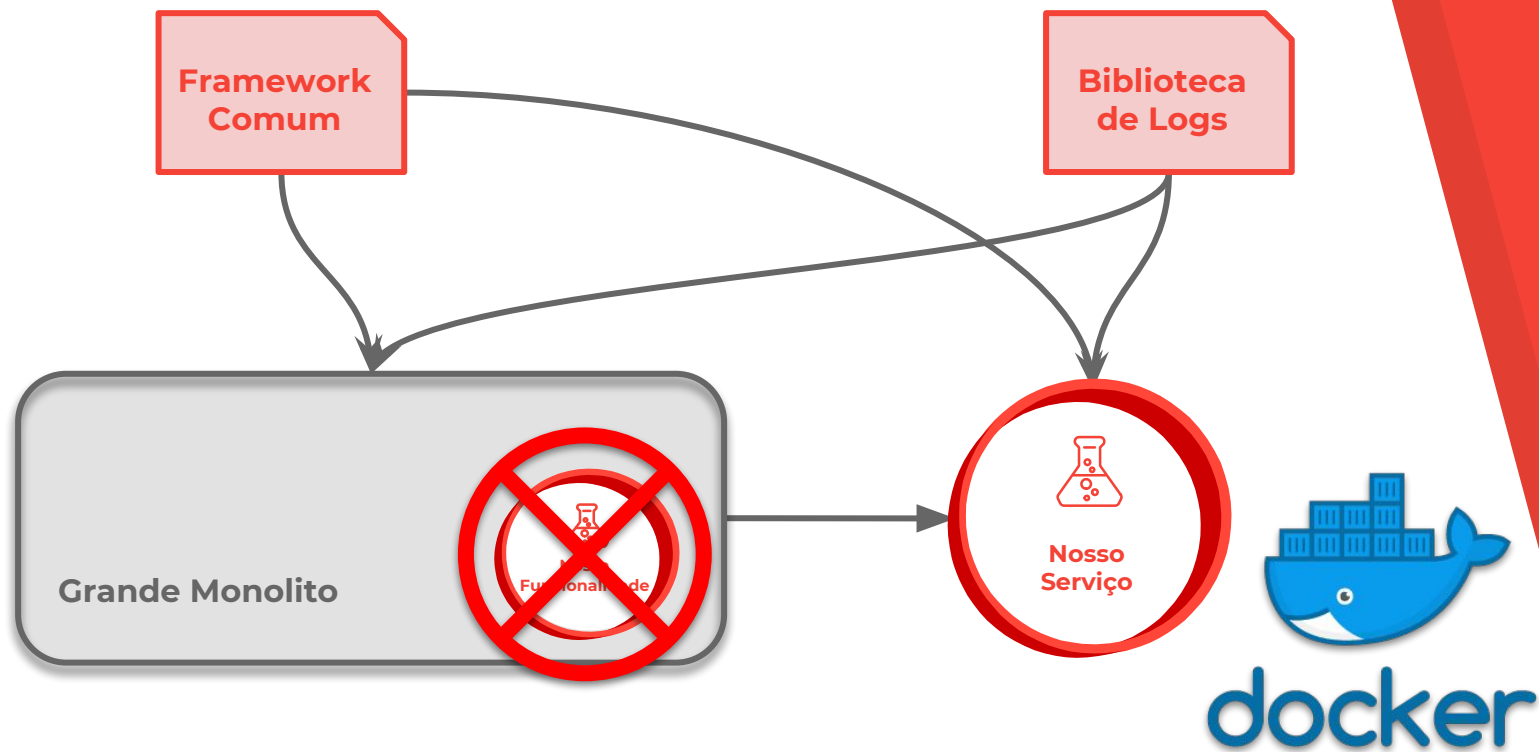 Framework
Comum
Biblioteca
de Logs
Grande Monolito
Nosso
Serviço
docker